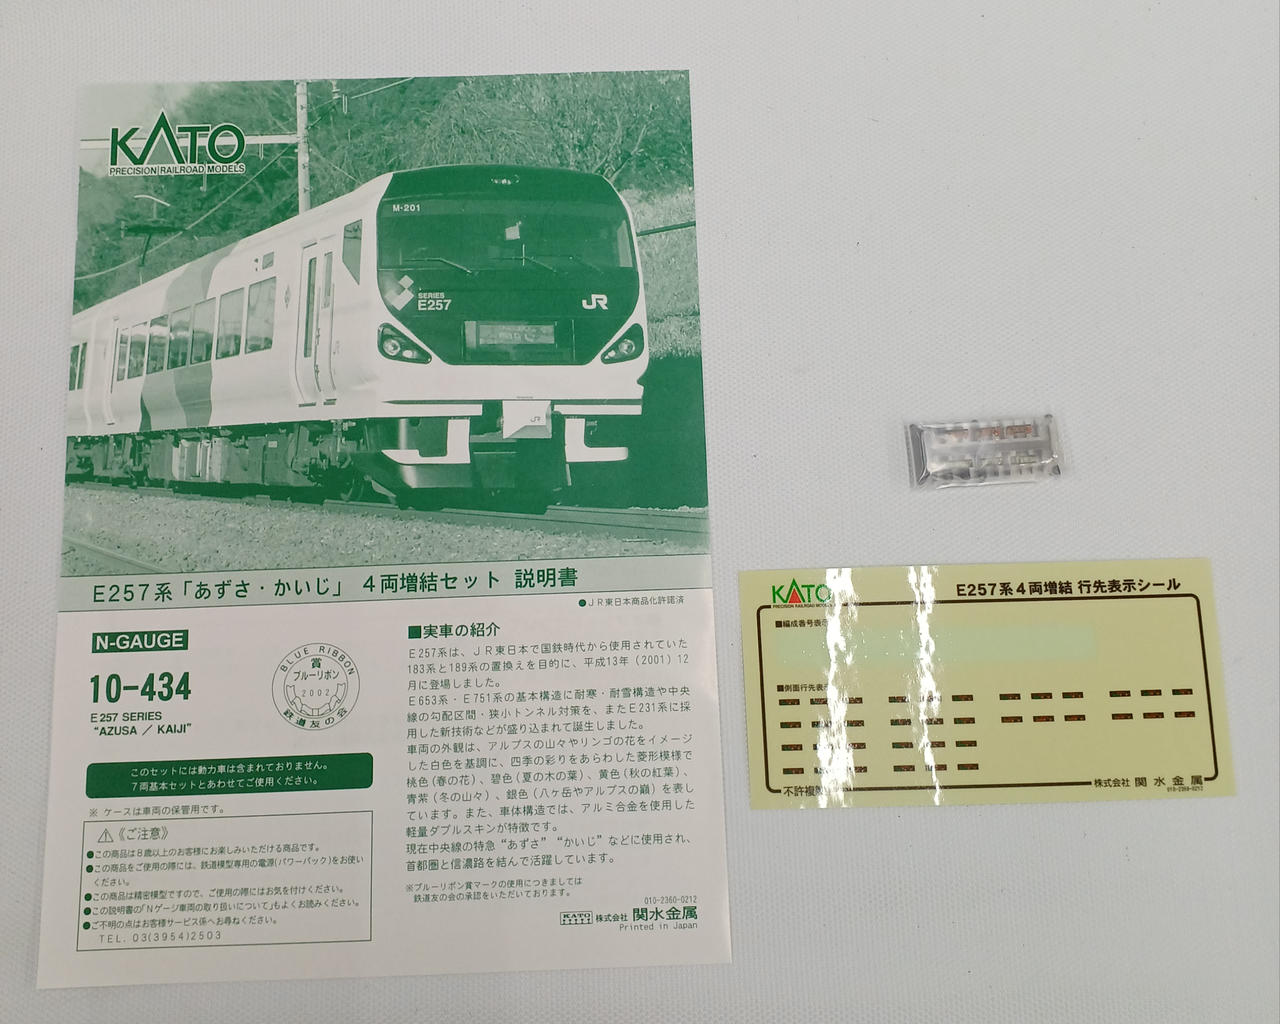 KATO
PRECISION RAILROAD MODELS
M-201
SERIES
E257
JR
JR
E257系「あずさ・かいじ」 4両増結セット 説明書
●JR東日本商品化許諾済
N-GAUGE
10-434
E257 SERIES
"AZUSA / KAIJI"
BLUE RIBBON
賞
ブルーリボン
2002
鉄道友の会
このセットには動力車は含まれておりません。
7両基本セットとあわせてご使用ください。
※ ケースは車両の保管用です。
《ご注意》
●この商品は8歳以上のお客様にお楽しみいただける商品です。
●この商品をご使用の際には、鉄道模型専用の電源(パワーパック)をお使い
ください。
●この商品は精密模型ですので、ご使用の際にはお気を付けください。
●この説明書の「Nゲージ車両の取り扱いについて」もよくお読みください。
●ご不明の点はお客様サービス係へお尋ねください。
TEL. 03(3954)2503
■実車の紹介
E257系は、JR東日本で国鉄時代から使用されていた
183系と189系の置換えを目的に、平成13年(2001)12
月に登場しました。
E653系・E751系の基本構造に耐寒・耐雪構造や中央
線の勾配区間・狭小トンネル対策を、またE231系に採
用した新技術などが盛り込まれて誕生しました。
車両の外観は、アルプスの山々やリンゴの花をイメージ
した白色を基調に、四季の彩りをあらわした菱形模様で
桃色(春の花)、碧色(夏の木の葉)、黄色(秋の紅葉)、
青紫(冬の山々)、銀色(八ヶ岳やアルプスの巓)を表し
ています。また、車体構造では、アルミ合金を使用した
軽量ダブルスキンが特徴です。
現在中央線の特急"あずさ" "かいじ"などに使用され、
首都圏と信濃路を結んで活躍しています。
※ブルーリボン賞マークの使用につきましては
鉄道友の会の承認をいただいております。
010-2360-0212
KATO 株式会社 関水金属
Printed in Japan
KATO
PRECISION RAILROAD MODELS
E257系4両増結 行先表示シール
■編成番号表示
■側面行先表示
不許複製
株式会社 関水金属
010-2360-0212